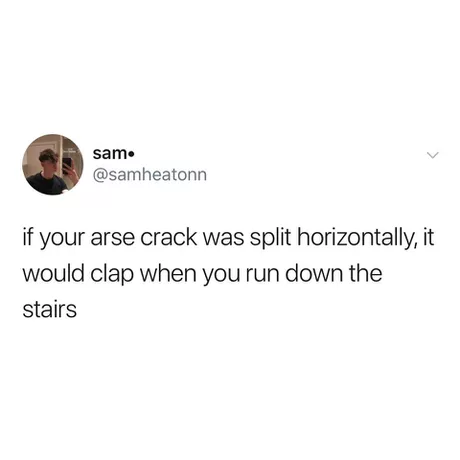 sam•
@samheatonn
if your arse crack was split horizontally, it
would clap when you run down the
stairs